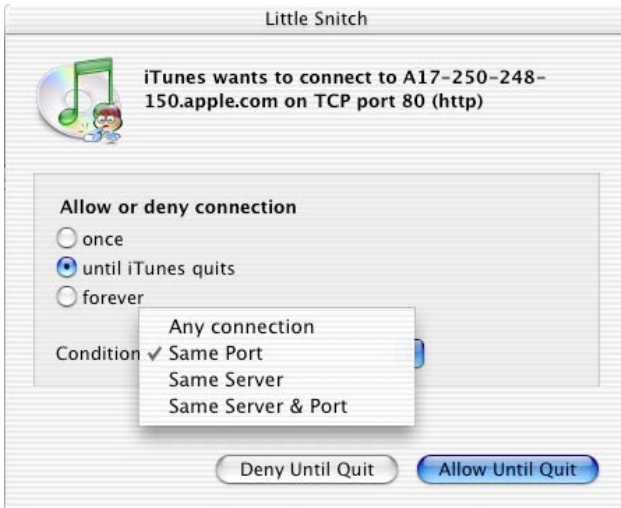 Little Snitch
iTunes wants to connect to A17-250-248-
150.apple.com on TCP port 80 (http)
Allow or deny connection
once
until iTunes quits
forever
Any connection
Condition ✓ Same Port
Same Server
Same Server & Port
Deny Until Quit Allow Until Quit